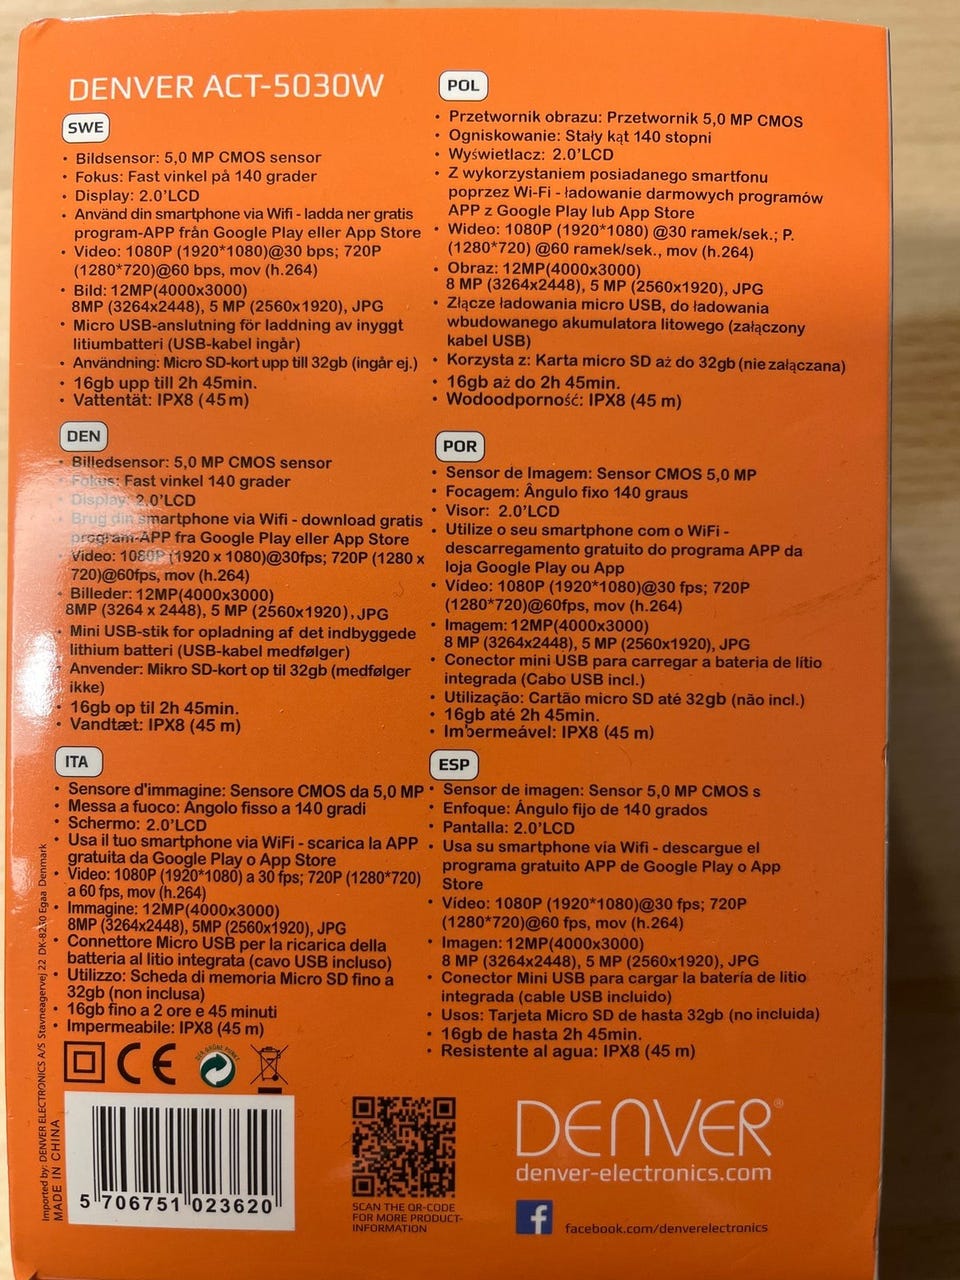 DENVER ACT-5030W
SWE
• Bildsensor: 5,0 MP CMOS sensor
• Fokus: Fast vinkel på 140 grader
• Display: 2.0'LCD
• Använd din smartphone via Wifi - ladda ner gratis
program-APP från Google Play eller App Store
• Video: 1080P (1920*1080)@30 bps; 720P
(1280*720)@60 bps, mov (h.264)
• Bild: 12MP(4000x3000)
8MP (3264x2448), 5 MP (2560x1920), JPG
• Micro USB-anslutning för laddning av inyggt
litiumbatteri (USB-kabel ingår)
• Användning: Micro SD-kort upp till 32gb (ingår ej.)
• 16gb upp till 2h 45min.
• Vattentät: IPX8 (45 m)
DEN
• Billedsensor: 5,0 MP CMOS sensor
• Fokus: Fast vinkel 140 grader
• Display: 2.0'LCD
• Brug din smartphone via Wifi - download gratis
program-APP fra Google Play eller App Store
• Video: 1080P (1920 x 1080)@30fps; 720P (1280 x
720)@60fps, mov (h.264)
• Billeder: 12MP(4000x3000)
8MP (3264 x 2448), 5 MP (2560x1920), JPG
• Mini USB-stik for opladning af det indbyggede
lithium batteri (USB-kabel medfølger)
• Anvender: Mikro SD-kort op til 32gb (medfølger
ikke)
• 16gb op til 2h 45min.
• Vandtæt: IPX8 (45 m)
ITA
• Sensore d'immagine: Sensore CMOS da 5,0 MP
• Messa a fuoco: Angolo fisso a 140 gradi
• Schermo: 2.0'LCD
• Usa il tuo smartphone via WiFi - scarica la APP
gratuita da Google Play o App Store
• Video: 1080P (1920*1080) a 30 fps; 720P (1280*720)
a 60 fps, mov (h.264)
• Immagine: 12MP(4000x3000)
8MP (3264x2448), 5MP (2560x1920), JPG
• Connettore Micro USB per la ricarica della
batteria al litio integrata (cavo USB incluso)
• Utilizzo: Scheda di memoria Micro SD fino a
32gb (non inclusa)
• 16gb fino a 2 ore e 45 minuti
• Impermeabile: IPX8 (45 m)
POL
• Przetwornik obrazu: Przetwornik 5,0 MP CMOS
• Ogniskowanie: Stały kąt 140 stopni
• Wyświetlacz: 2.0'LCD
• Z wykorzystaniem posiadanego smartfonu
poprzez Wi-Fi - ładowanie darmowych programów
APP z Google Play lub App Store
• Wideo: 1080P (1920*1080) @30 ramek/sek.; P.
(1280*720) @60 ramek/sek., mov (h.264)
• Obraz: 12MP(4000x3000)
8 MP (3264x2448), 5 MP (2560x1920), JPG
• Złącze ładowania micro USB, do ładowania
wbudowanego akumulatora litowego (załączony
kabel USB)
• Korzysta z: Karta micro SD aż do 32gb (nie załączana)
• 16gb aż do 2h 45min.
• Wodoodporność: IPX8 (45 m)
POR
• Sensor de Imagem: Sensor CMOS 5,0 MP
• Focagem: Ângulo fixo 140 graus
• Visor: 2.0'LCD
• Utilize o seu smartphone com o WiFi -
descarregamento gratuito do programa APP da
loja Google Play ou App
• Vídeo: 1080P (1920*1080)@30 fps; 720P
(1280*720)@60fps, mov (h.264)
• Imagem: 12MP(4000x3000)
8 MP (3264x2448), 5 MP (2560x1920), JPG
• Conector mini USB para carregar a bateria de lítio
integrada (Cabo USB incl.)
• Utilização: Cartão micro SD até 32gb (não incl.)
• 16gb até 2h 45min.
• Impermeável: IPX8 (45 m)
ESP
• Sensor de imagen: Sensor 5,0 MP CMOS s
• Enfoque: Ángulo fijo de 140 grados
• Pantalla: 2.0'LCD
• Usa su smartphone via Wifi - descargue el
programa gratuito APP de Google Play o App
Store
• Vídeo: 1080P (1920*1080)@30 fps; 720P
(1280*720)@60 fps, mov (h.264)
• Imagen: 12MP(4000x3000)
8 MP (3264x2448), 5 MP (2560x1920), JPG
• Conector Mini USB para cargar la batería de litio
integrada (cable USB incluido)
• Usos: Tarjeta Micro SD de hasta 32gb (no incluida)
• 16gb de hasta 2h 45min.
• Resistente al agua: IPX8 (45 m)
Imported by: DENVER ELECTRONICS A/S Stavneagervej 22 DK-8250 Egaa Denmark
MADE IN CHINA
CE
DER GRÜNE PUNKT
5 706751 023620
SCAN THE QR-CODE
FOR MORE PRODUCT-
INFORMATION
DENVER®
denver-electronics.com
f
facebook.com/denverelectronics